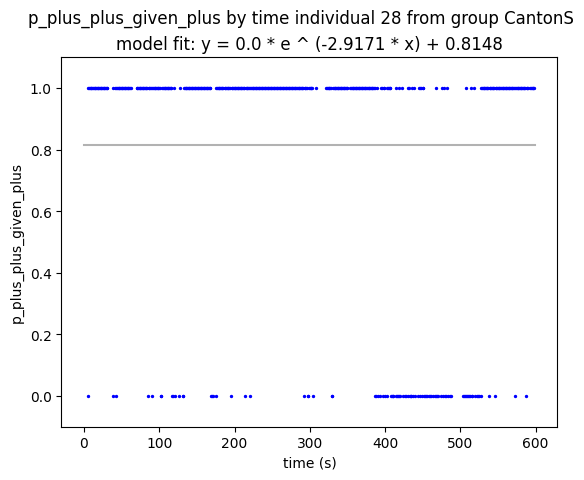 p_plus_plus_given_plus by time individual 28 from group CantonS
model fit: y = 0.0 * e ^ (-2.9171 * x) + 0.8148
1.0
0.8
0.6
0.4
0.2
0.0
p_plus_plus_given_plus
0 100 200 300 400 500 600
time (s)